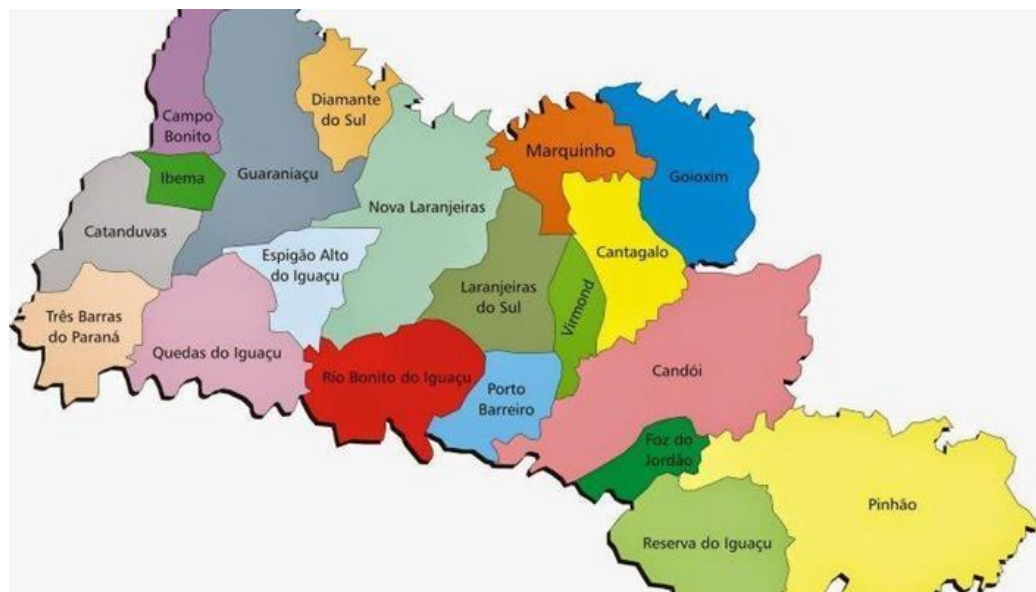 Campo
Bonito
Diamante
do Sul
Marquinho
Goioxim
Ibema
Guaraniaçu
Nova Laranjeiras
Catanduvas
Espigão Alto
do Iguaçu
Cantagalo
Laranjeiras
do Sul
Virmond
Três Barras
do Paraná
Quedas do Iguaçu
Rio Bonito do Iguaçu
Porto
Barreiro
Candói
Foz do
Jordão
Pinhão
Reserva do Iguaçu